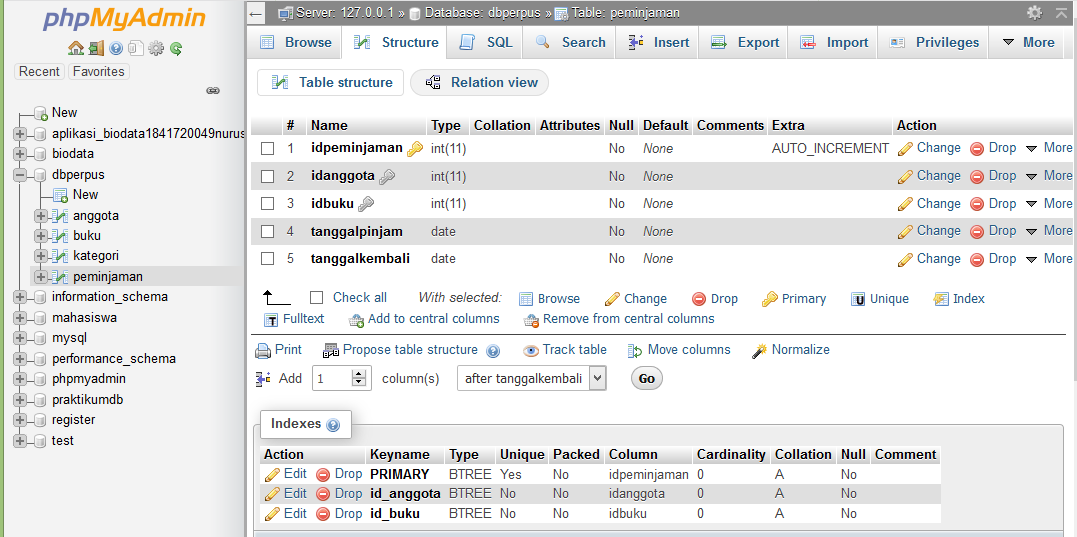 phpMyAdmin
Recent Favorites
New
aplikasi_biodata1841720049nurus
biodata
dbperpus
New
anggota
buku
kategori
peminjaman
information_schema
mahasiswa
mysql
performance_schema
phpmyadmin
praktikumdb
register
test
Server: 127.0.0.1 » Database: dbperpus » Table: peminjaman
Browse Structure SQL Search Insert Export Import Privileges More
Table structure Relation view
# Name Type Collation Attributes Null Default Comments Extra Action
1 idpeminjaman int(11) No None AUTO_INCREMENT Change Drop More
2 idanggota int(11) No None Change Drop More
3 idbuku int(11) No None Change Drop More
4 tanggalpinjam date No None Change Drop More
5 tanggalkembali date No None Change Drop More
Check all With selected: Browse Change Drop Primary Unique Index
Fulltext Add to central columns Remove from central columns
Print Propose table structure Track table Move columns Normalize
Add 1 column(s) after tanggalkembali Go
Indexes
Action Keyname Type Unique Packed Column Cardinality Collation Null Comment
Edit Drop PRIMARY BTREE Yes No idpeminjaman 0 A No
Edit Drop id_anggota BTREE No No idanggota 0 A No
Edit Drop id_buku BTREE No No idbuku 0 A No